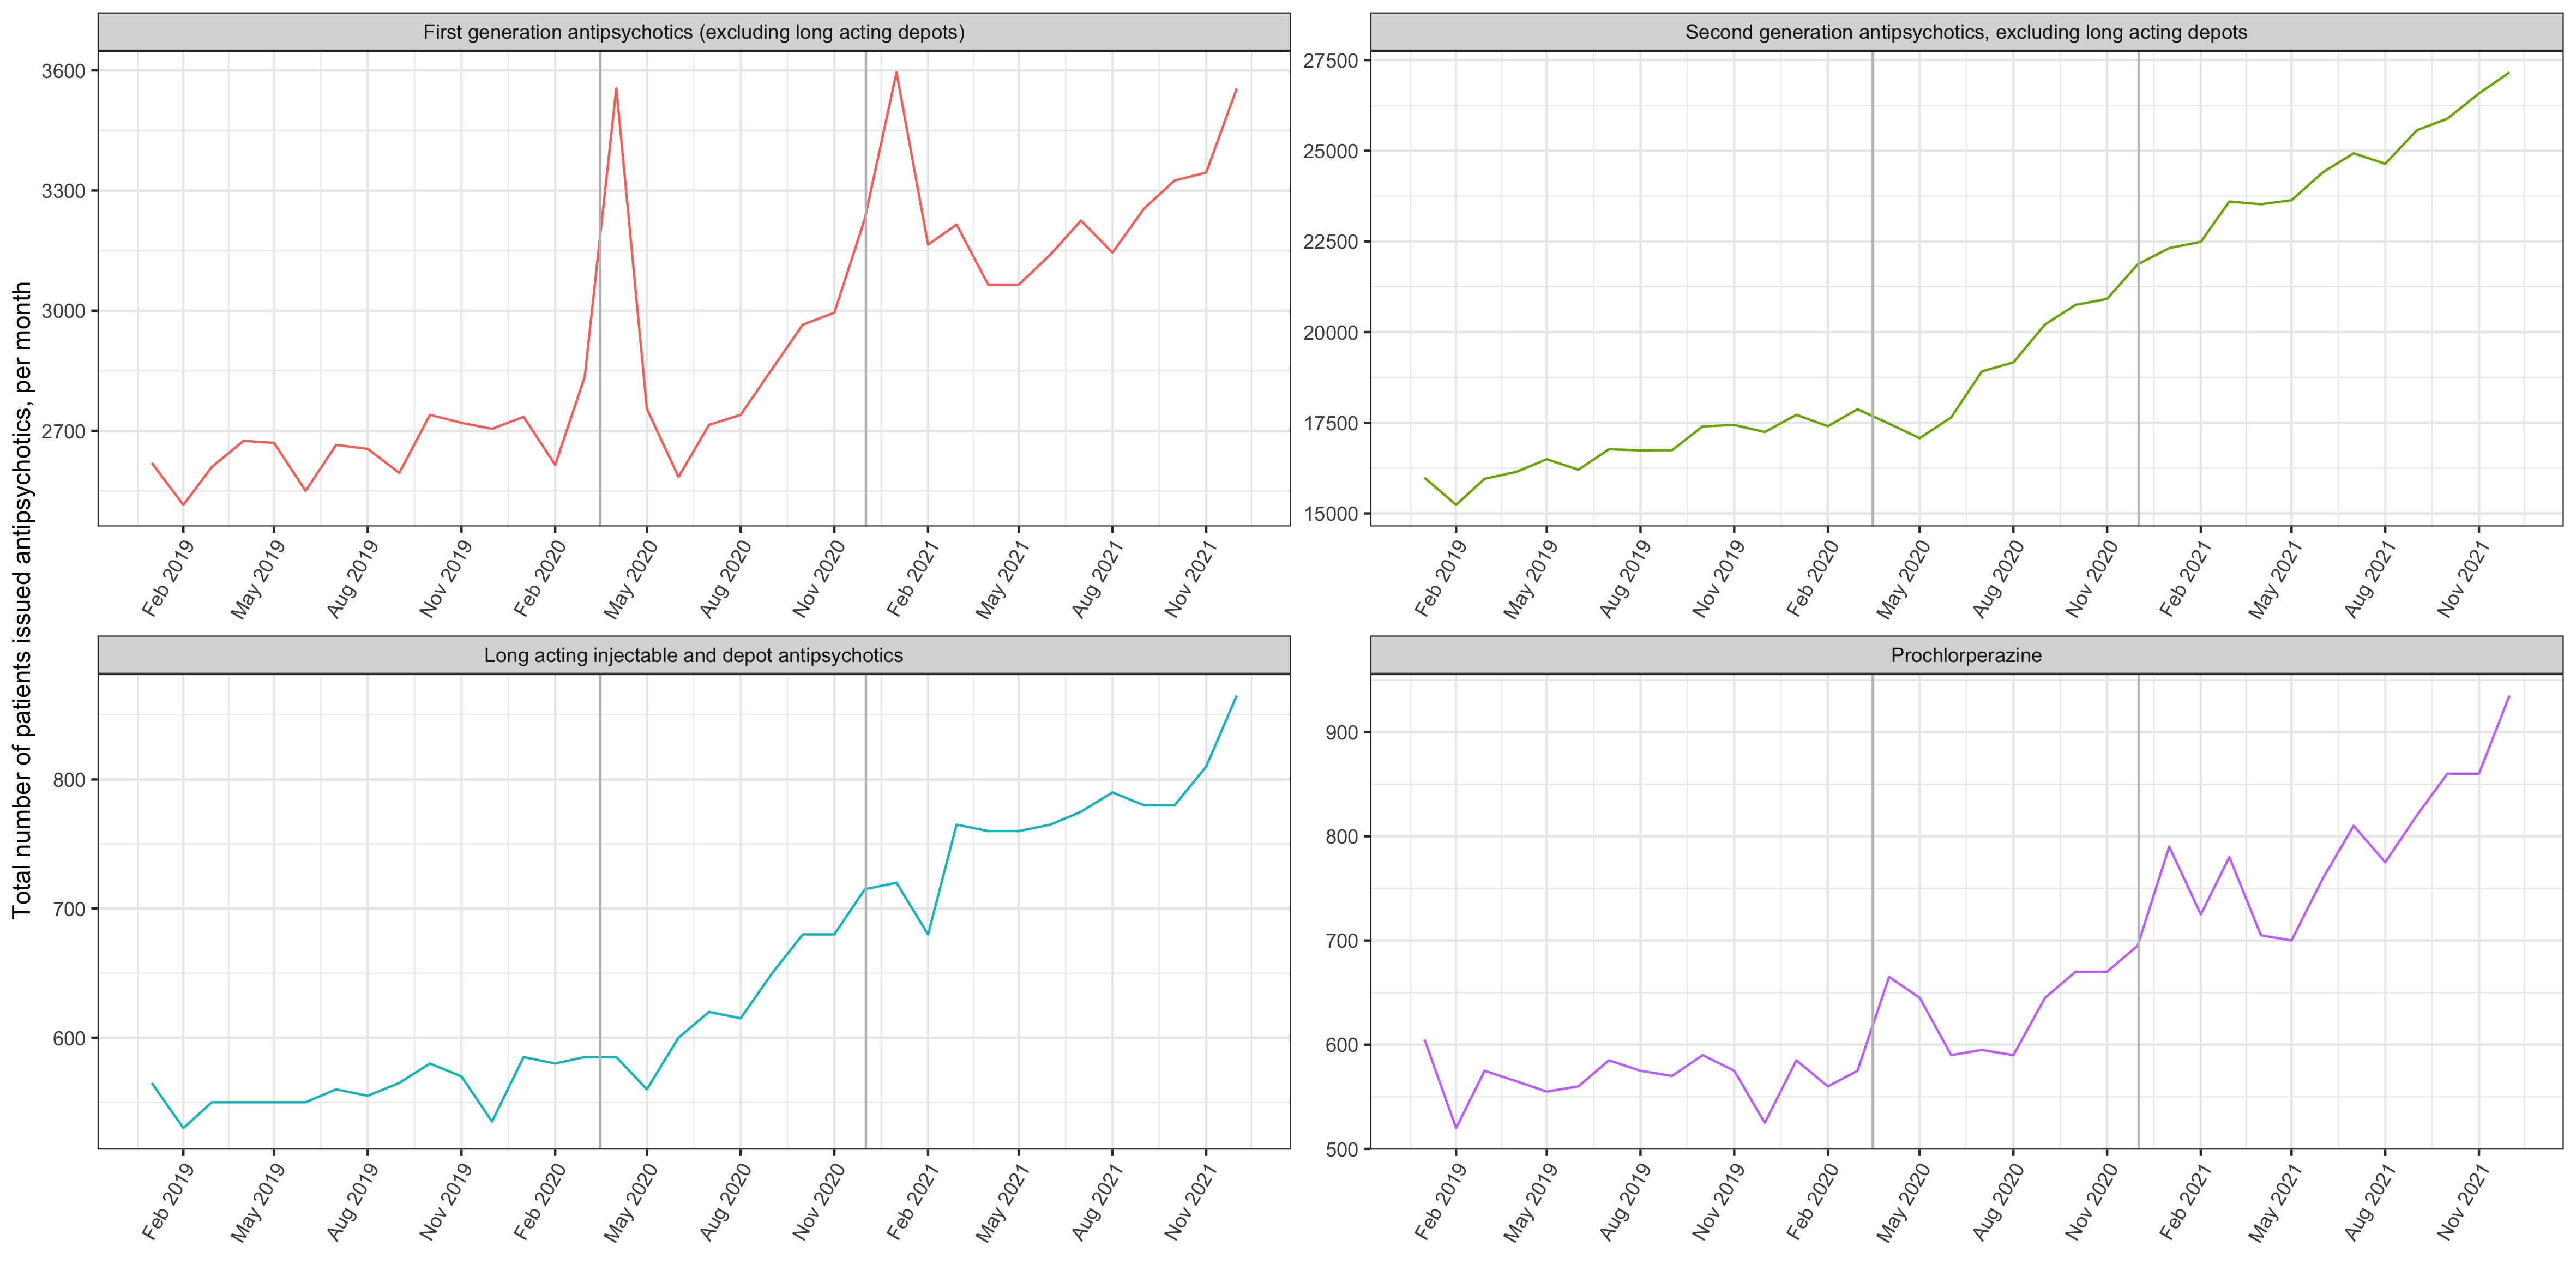 Total number of patients issued antipsychotics, per month
First generation antipsychotics (excluding long acting depots)
3600
3300
3000
2700
Feb 2019
May 2019
Aug 2019
Nov 2019
Feb 2020
May 2020
Aug 2020
Nov 2020
Feb 2021
May 2021
Aug 2021
Nov 2021
Second generation antipsychotics, excluding long acting depots
27500
25000
22500
20000
17500
15000
Feb 2019
May 2019
Aug 2019
Nov 2019
Feb 2020
May 2020
Aug 2020
Nov 2020
Feb 2021
May 2021
Aug 2021
Nov 2021
Long acting injectable and depot antipsychotics
800
700
600
Feb 2019
May 2019
Aug 2019
Nov 2019
Feb 2020
May 2020
Aug 2020
Nov 2020
Feb 2021
May 2021
Aug 2021
Nov 2021
Prochlorperazine
900
800
700
600
500
Feb 2019
May 2019
Aug 2019
Nov 2019
Feb 2020
May 2020
Aug 2020
Nov 2020
Feb 2021
May 2021
Aug 2021
Nov 2021